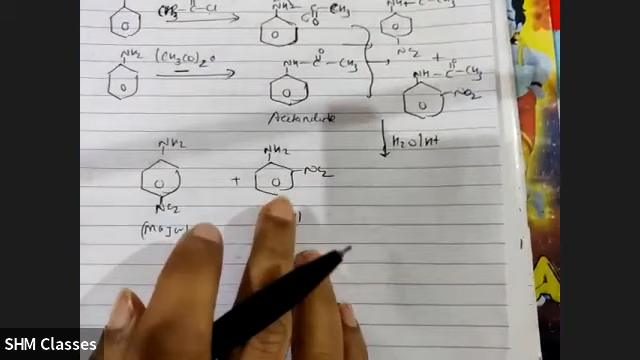 CH3-C-Cl
O
NH-C-CH3
O
NH2
(CH3CO)2O
NH-C-CH3
O
NO2
+
NH-C-CH3
O
NO2
Acetanilide
H2O/H+
NH2
+
NH2
NO2
NO2
(Major)
SHM Classes